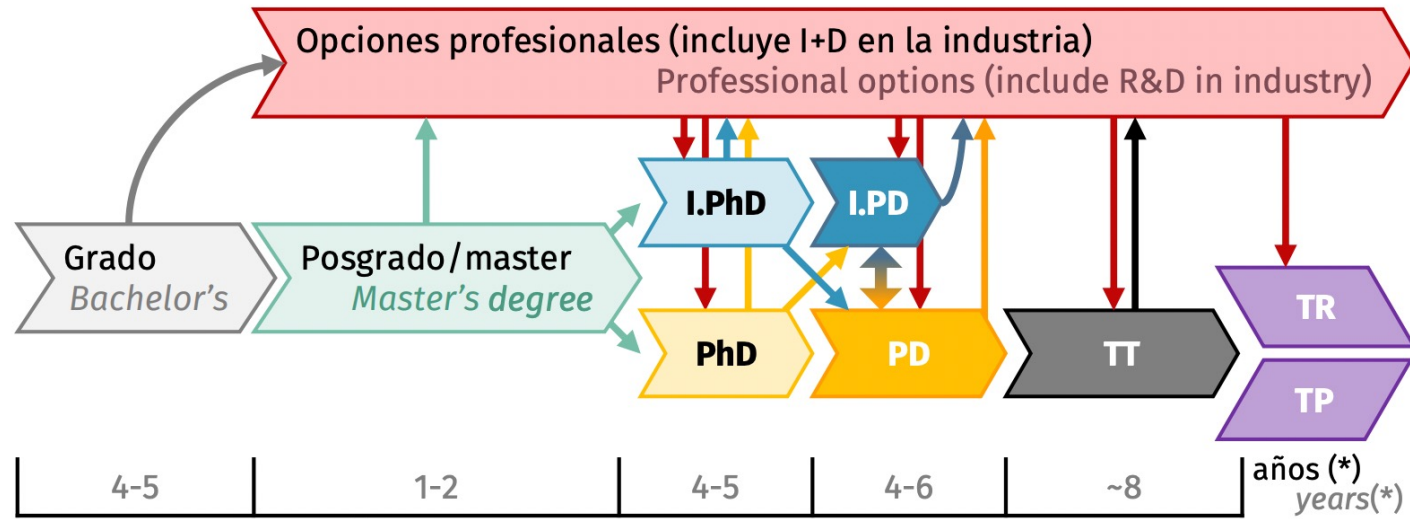 Opciones profesionales (incluye I+D en la industria)
Professional options (include R&D in industry)
Grado
Bachelor's
Posgrado/master
Master's degree
I.PhD
I.PD
PhD
PD
TT
TR
TP
4-5
1-2
4-5
4-6
~8
años (*)
years(*)